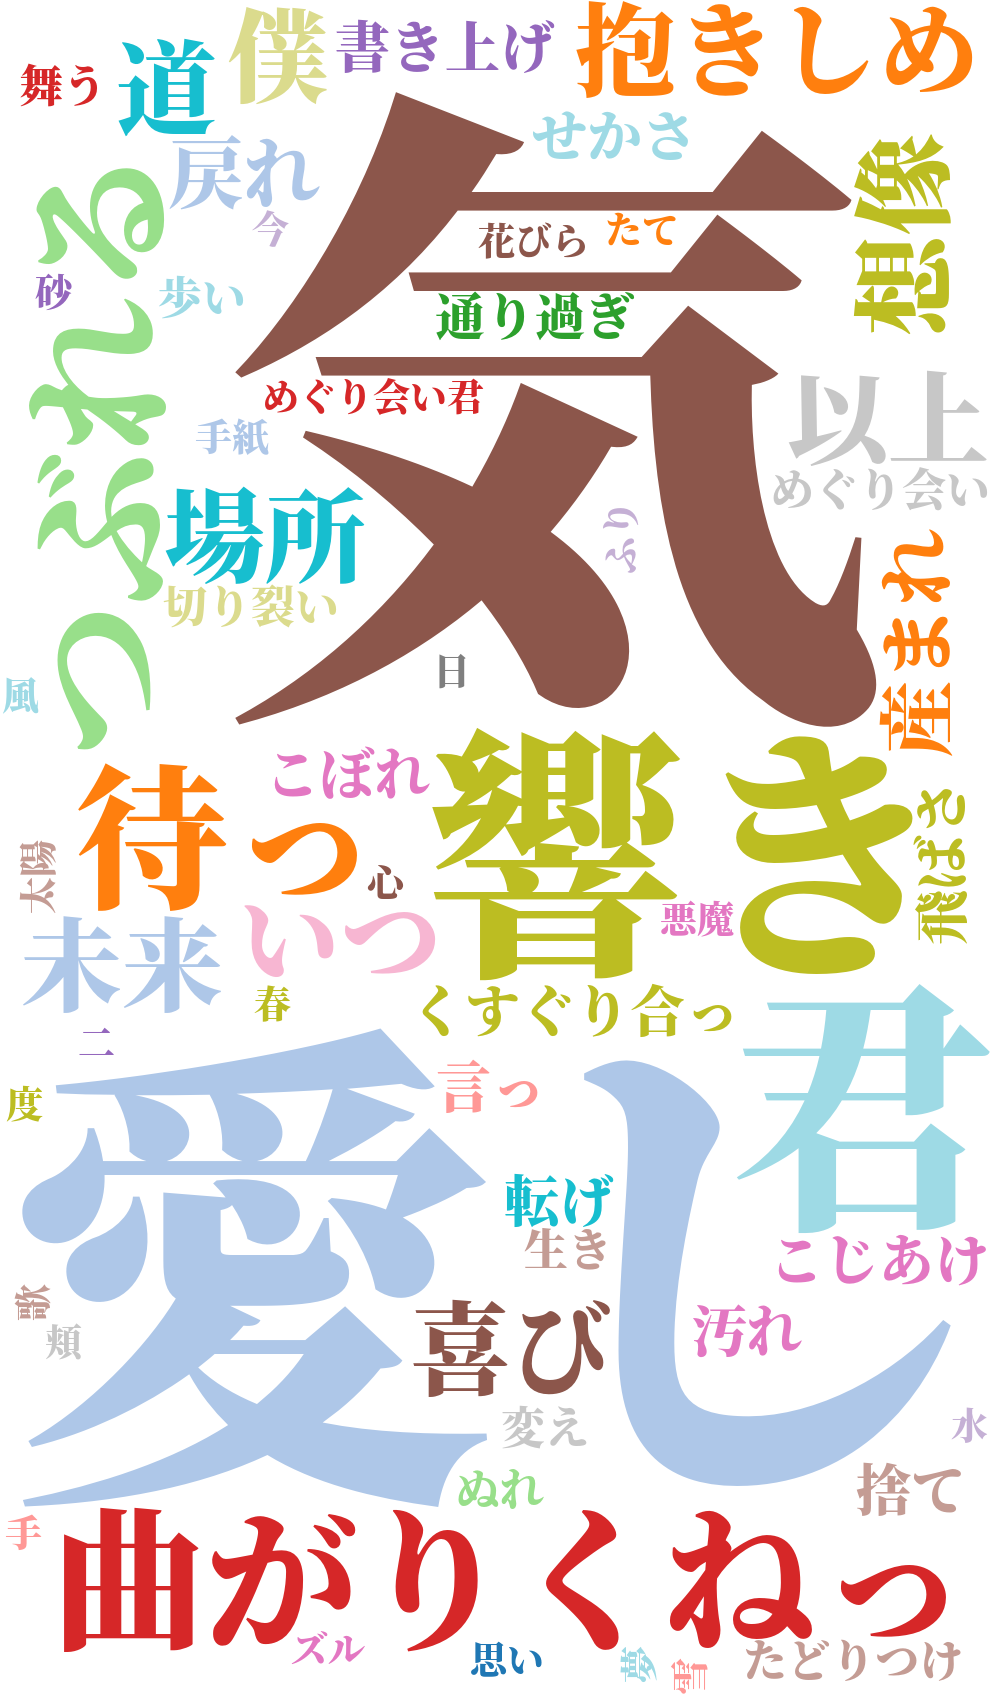 抱きしめ
僕
書き上げ
道
舞う
せかさ
戻れ
想像
気
今
花びら
たて
そればっ
砂
歩い
通り過ぎ
以上
めぐり会い君
手紙
めぐり会い
場所
ぶり
産まれ
切り裂い
日
風
響き
こぼれ
待つ
飛ばさ
太陽
心
いつ
悪魔
未来
春
くすぐり合っ
君
二
愛し
言っ
度
転げ
生き
こじあけ
歌
頬
喜び
汚れ
変え
水
ぬれ
捨て
手
曲がりくねっ
ズル
思い
夢
雪
たどりつけ